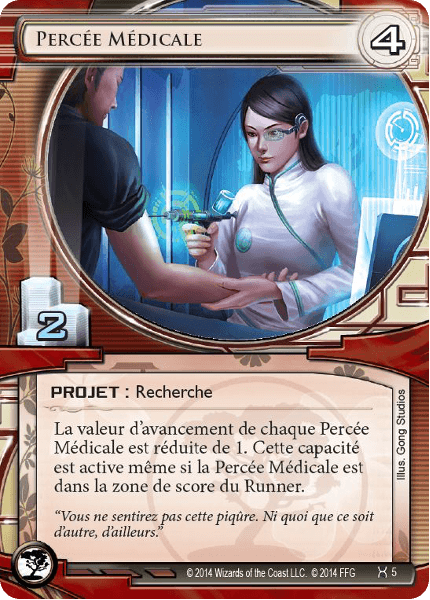 Percée Médicale
4
2
PROJET : Recherche
La valeur d’avancement de chaque Percée
Médicale est réduite de 1. Cette capacité
est active même si la Percée Médicale est
dans la zone de score du Runner.
“Vous ne sentirez pas cette piqûre. Ni quoi que ce soit
d’autre, d’ailleurs.”
Illus. Gong Studios
© 2014 Wizards of the Coast LLC. © 2014 FFG
5